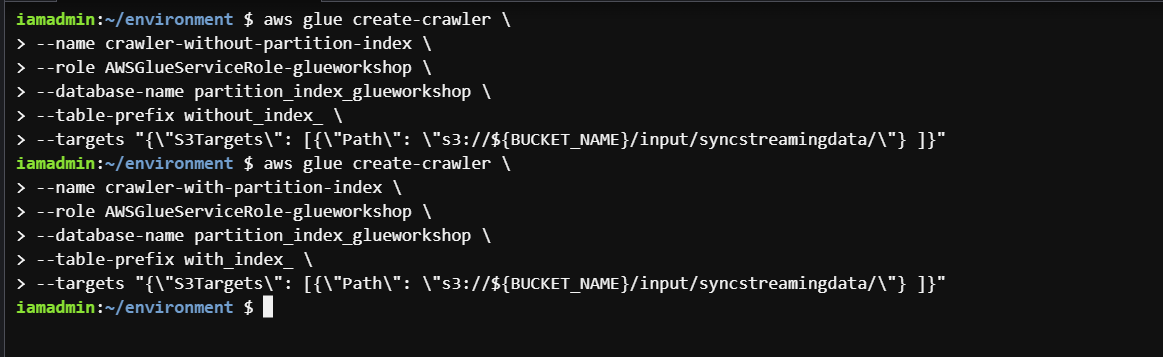 iamadmin:~/environment $ aws glue create-crawler \
> --name crawler-without-partition-index \
> --role AWSGlueServiceRole-glueworkshop \
> --database-name partition_index_glueworkshop \
> --table-prefix without_index_ \
> --targets "{\"S3Targets\": [{\"Path\": \"s3://${BUCKET_NAME}/input/syncstreamingdata/\"} ]}"
iamadmin:~/environment $ aws glue create-crawler \
> --name crawler-with-partition-index \
> --role AWSGlueServiceRole-glueworkshop \
> --database-name partition_index_glueworkshop \
> --table-prefix with_index_ \
> --targets "{\"S3Targets\": [{\"Path\": \"s3://${BUCKET_NAME}/input/syncstreamingdata/\"} ]}"
iamadmin:~/environment $